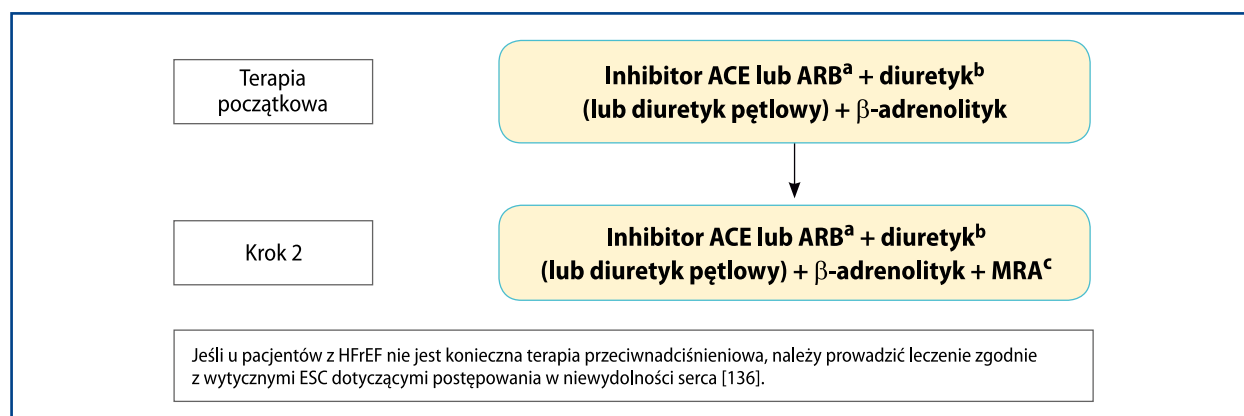 Terapia
początkowa
Inhibitor ACE lub ARBᵃ + diuretykᵇ
(lub diuretyk pętlowy) + β-adrenolityk
Krok 2
Inhibitor ACE lub ARBᵃ + diuretykᵇ
(lub diuretyk pętlowy) + β-adrenolityk + MRAᶜ
Jeśli u pacjentów z HFrEF nie jest konieczna terapia przeciwnadciśnieniowa, należy prowadzić leczenie zgodnie
z wytycznymi ESC dotyczącymi postępowania w niewydolności serca [136].